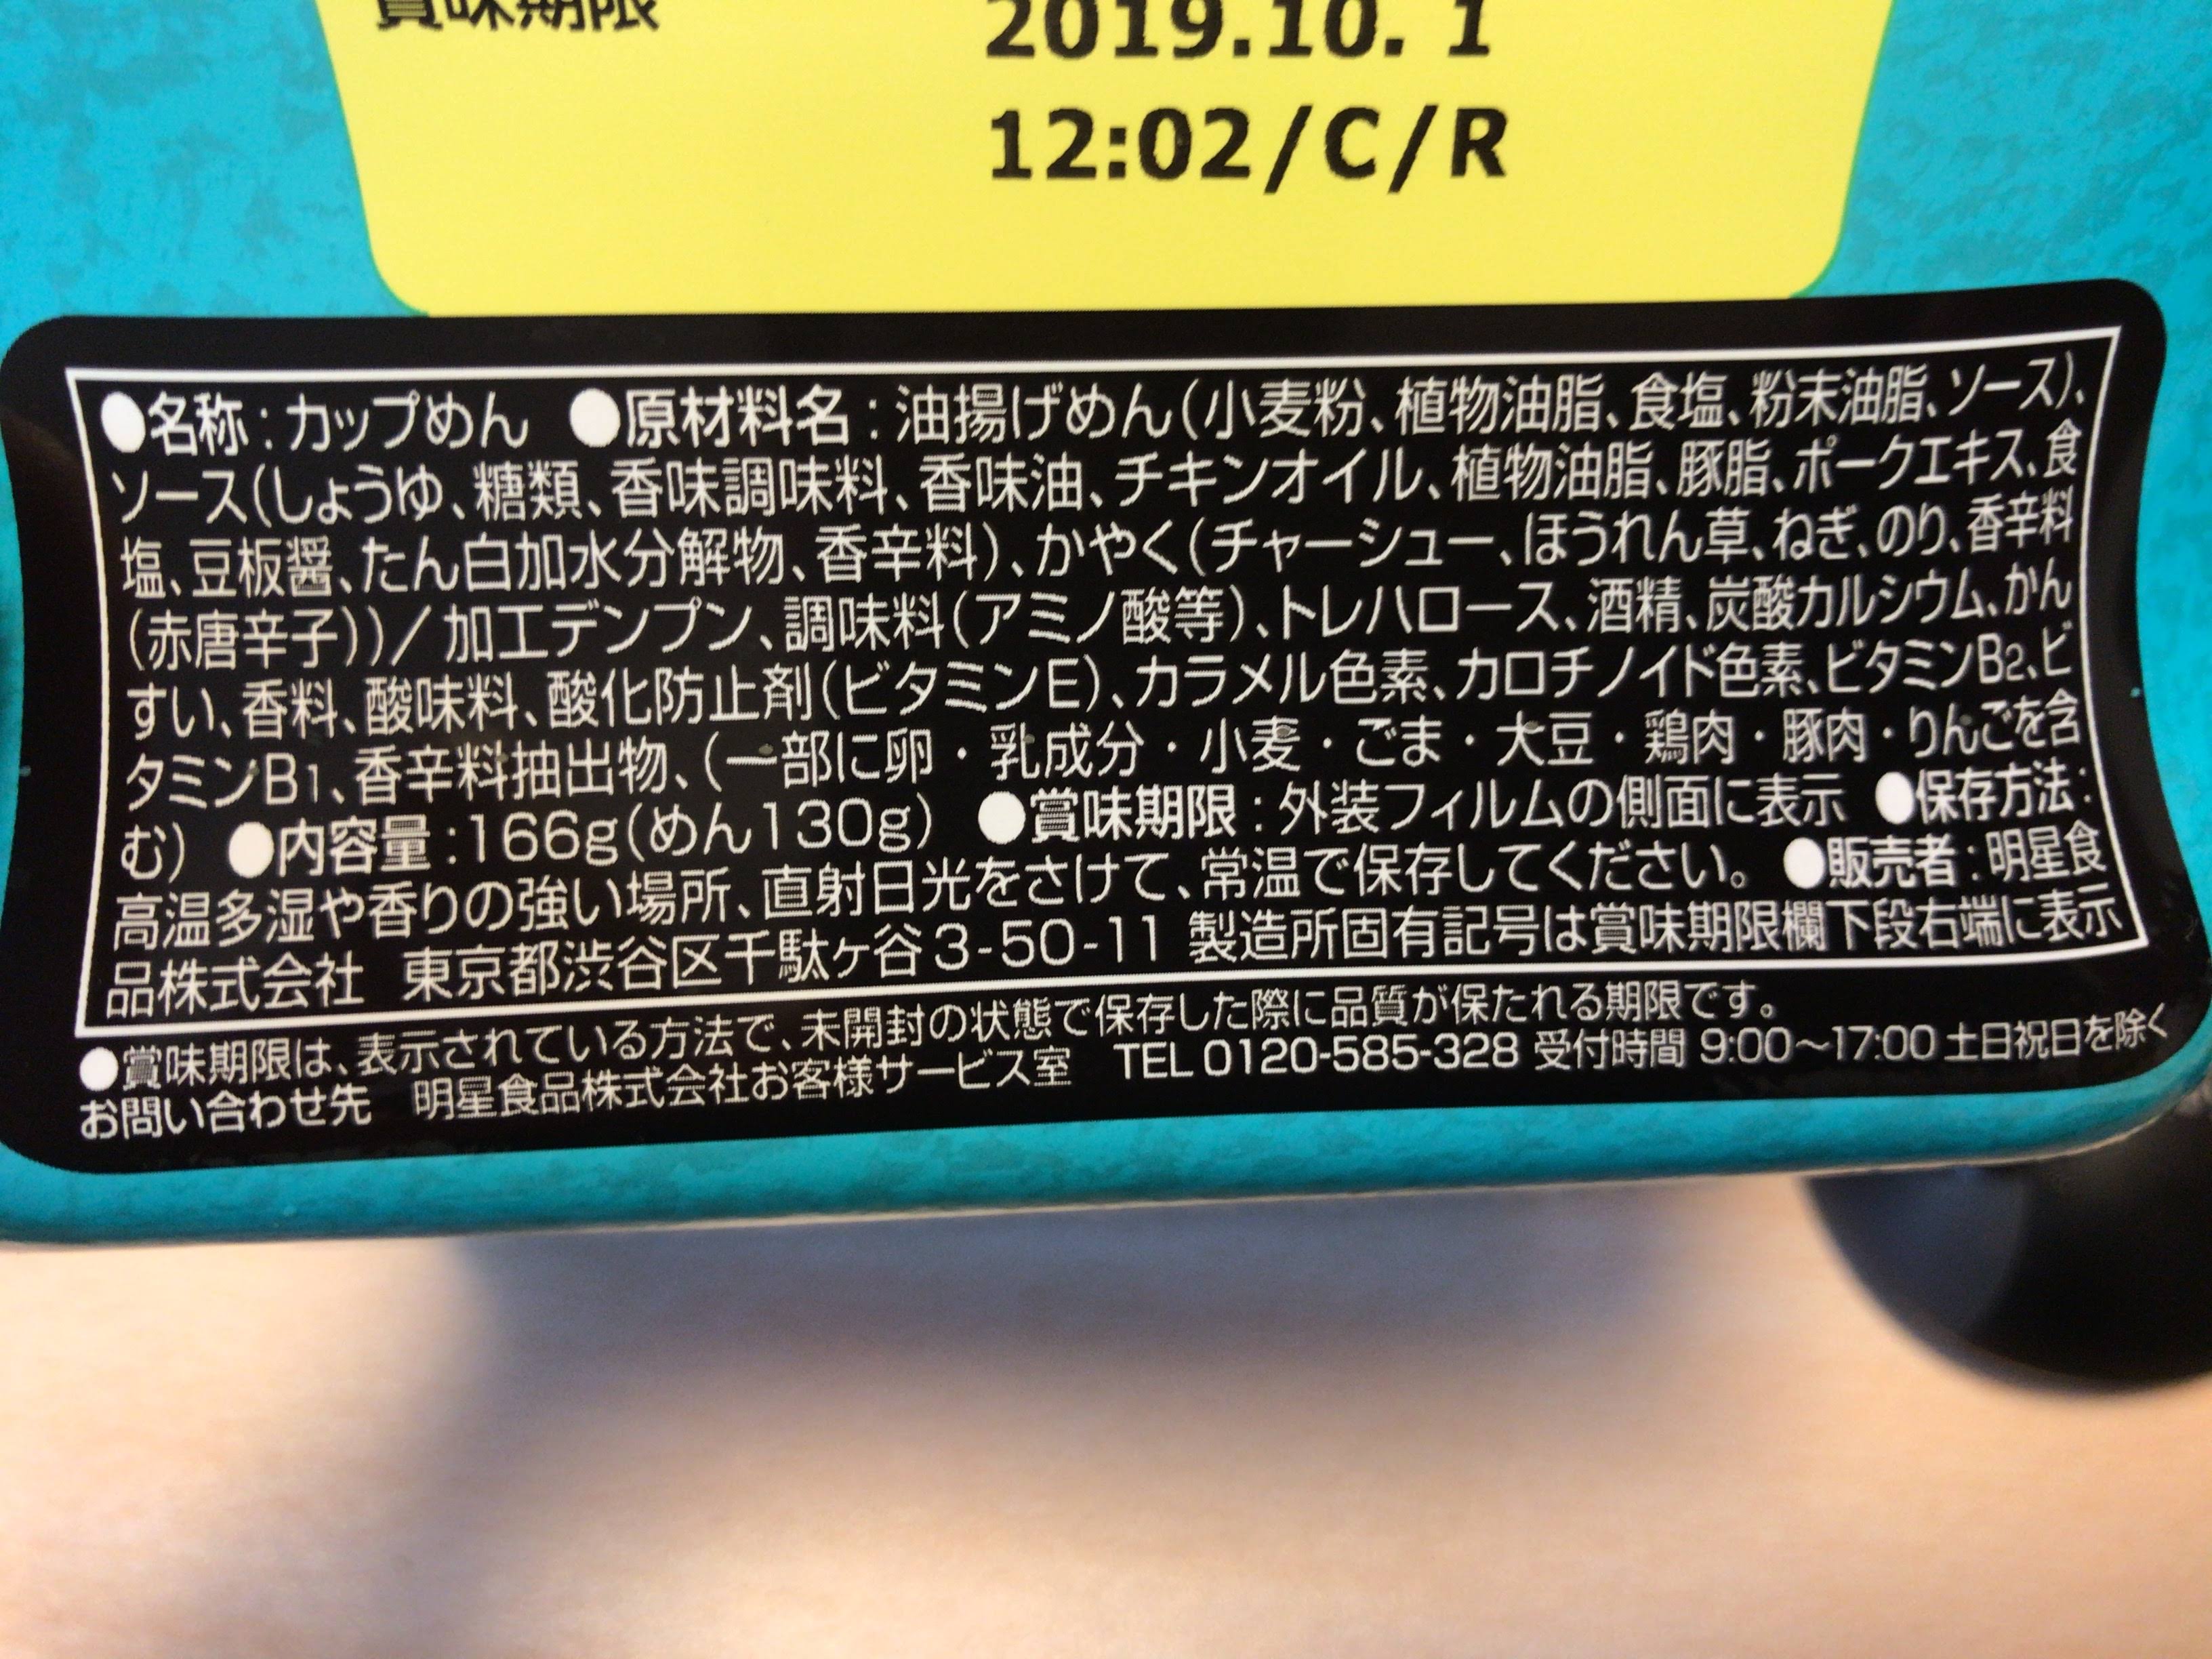 賞味期限
2019.10. 1
12:02/C/R
●名称:カップめん ●原材料名:油揚げめん(小麦粉、植物油脂、食塩、粉末油脂、ソース)、
ソース(しょうゆ、糖類、香味調味料、香味油、チキンオイル、植物油脂、豚脂、ポークエキス、食
塩、豆板醤、たん白加水分解物、香辛料)、かやく(チャーシュー、ほうれん草、ねぎ、のり、香辛料
(赤唐辛子))/加工デンプン、調味料(アミノ酸等)、トレハロース、酒精、炭酸カルシウム、かん
すい、香料、酸味料、酸化防止剤(ビタミンE)、カラメル色素、カロチノイド色素、ビタミンB2、ビ
タミンB1、香辛料抽出物、(一部に卵・乳成分・小麦・ごま・大豆・鶏肉・豚肉・りんごを含
む) ●内容量:166g(めん130g) ●賞味期限:外装フィルムの側面に表示 ●保存方法:
高温多湿や香りの強い場所、直射日光をさけて、常温で保存してください。 ●販売者:明星食
品株式会社 東京都渋谷区千駄ヶ谷3-50-11 製造所固有記号は賞味期限欄下段右端に表示
●賞味期限は、表示されている方法で、未開封の状態で保存した際に品質が保たれる期限です。
お問い合わせ先 明星食品株式会社お客様サービス室 TEL 0120-585-328 受付時間 9:00～17:00 土日祝日を除く